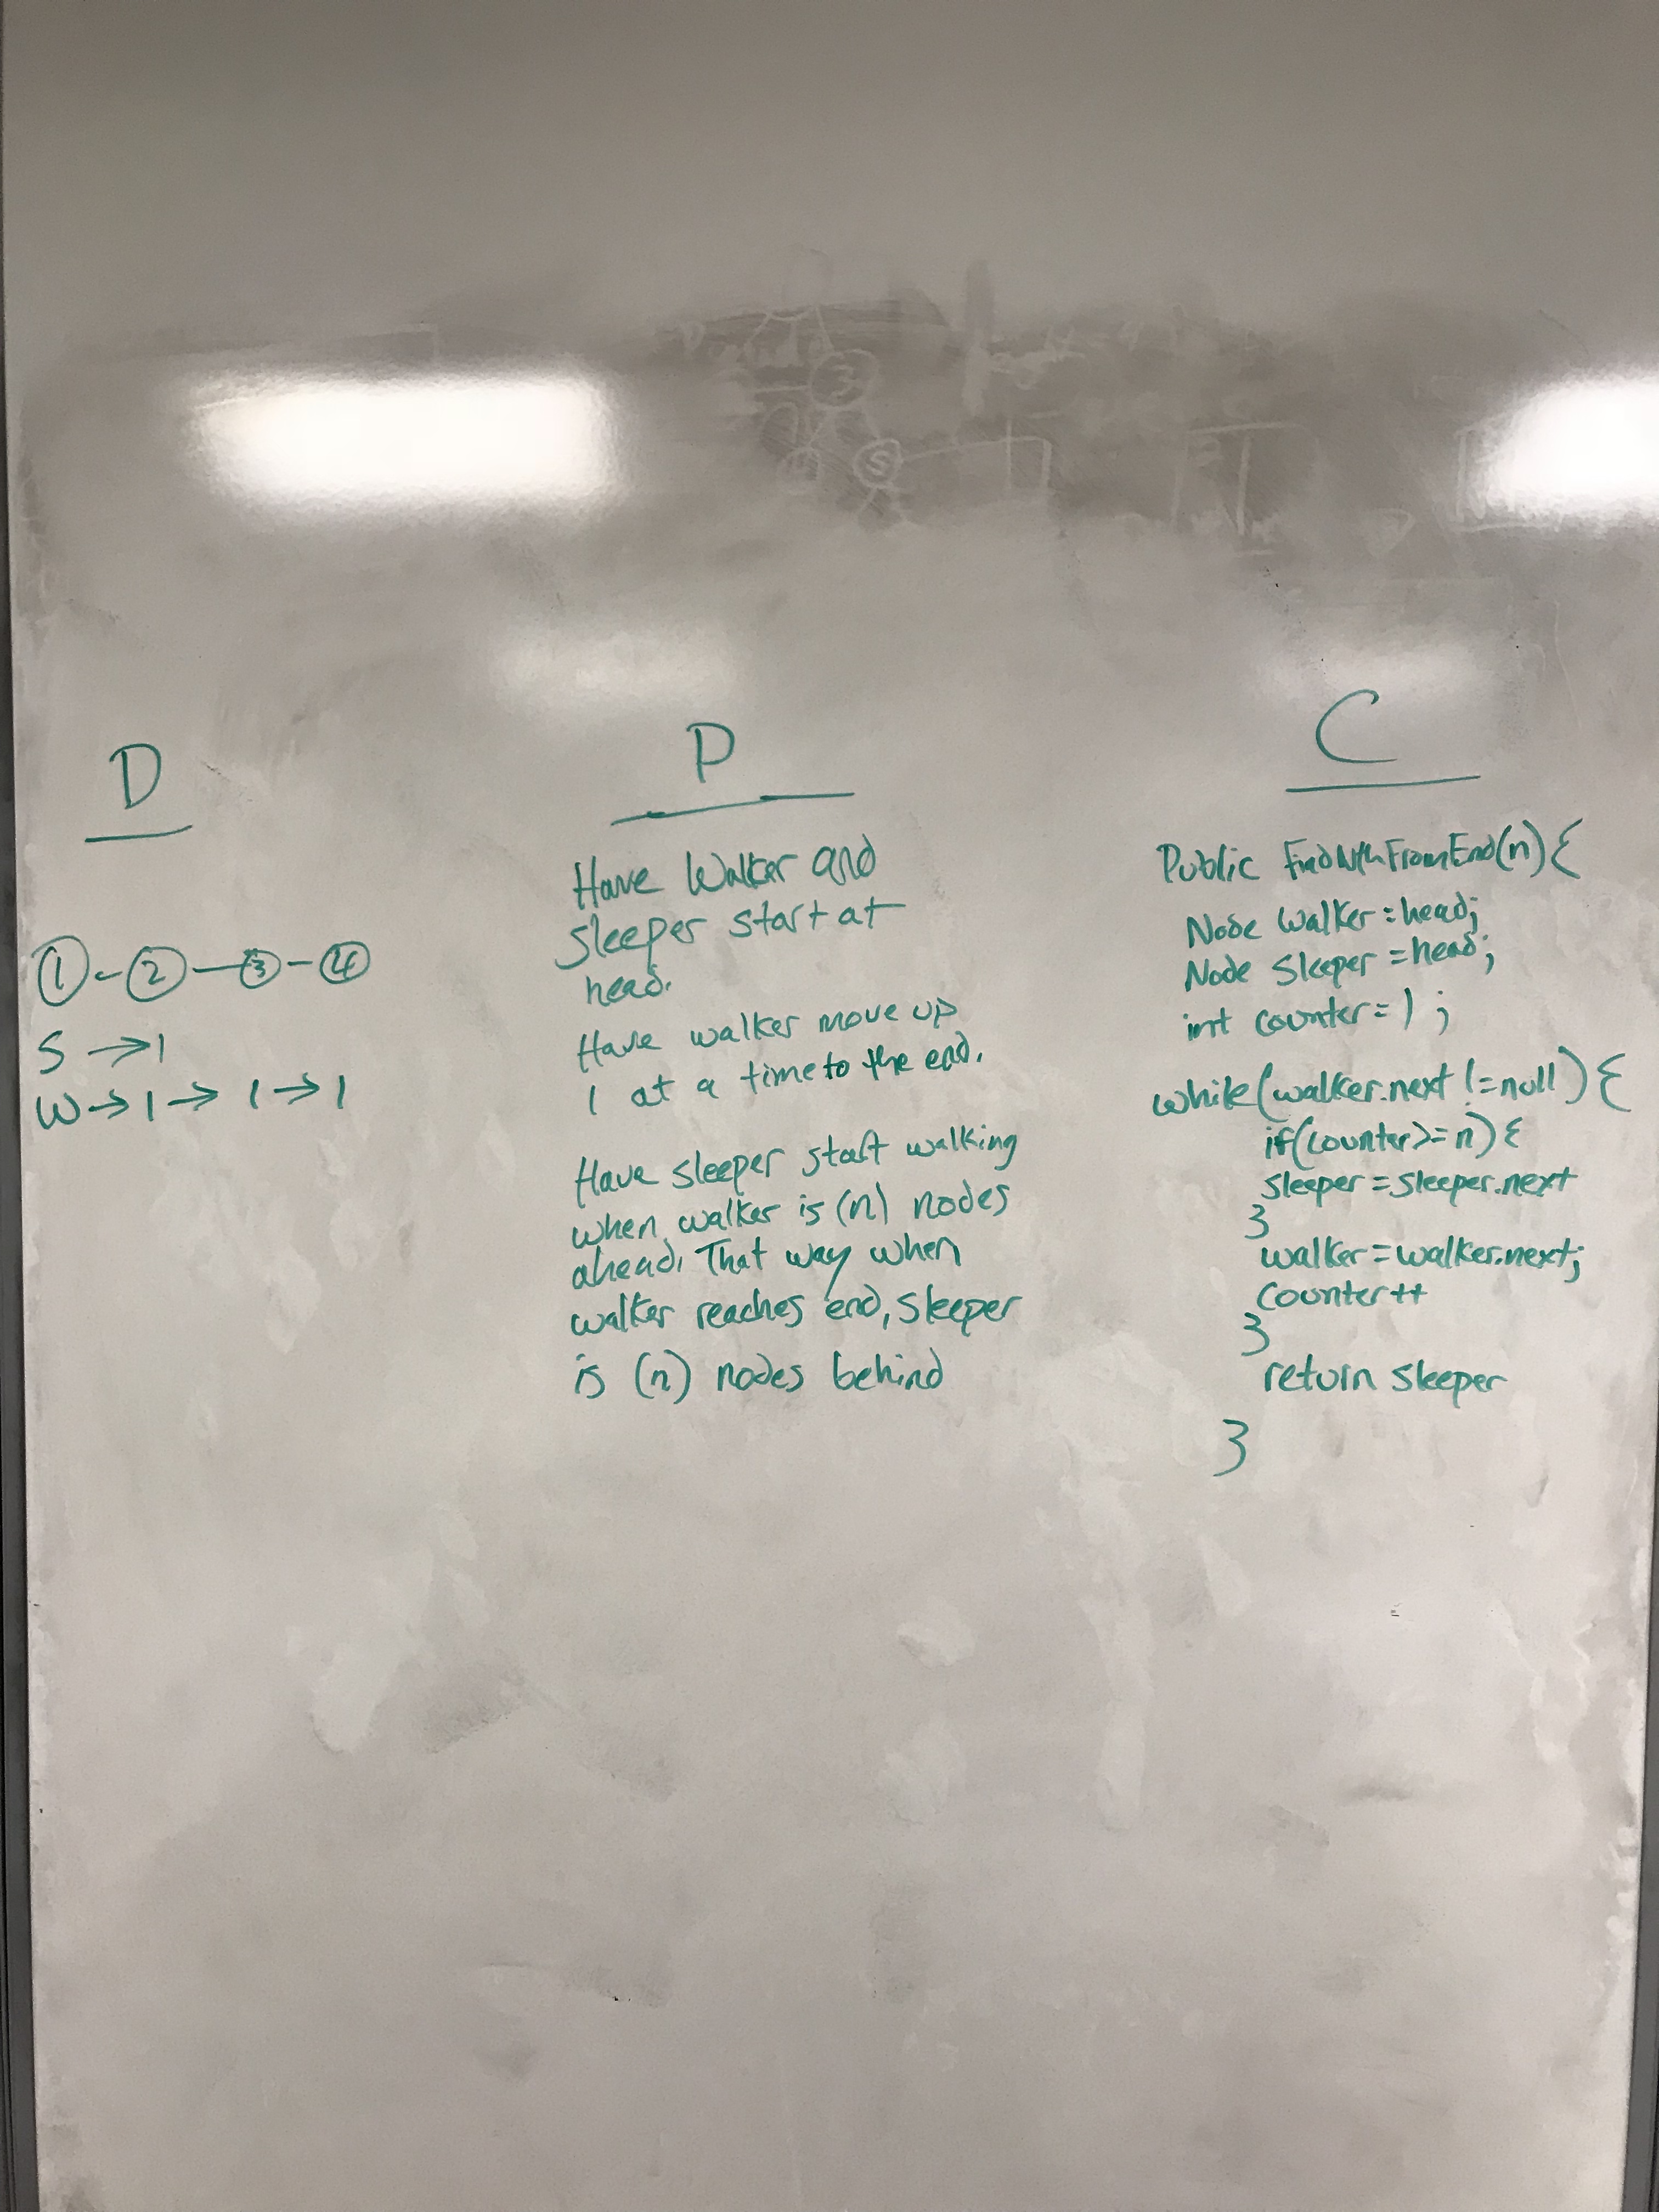 D
① - ② - ③ - ④
S → 1
W → 1 → 1 → 1
P
Have Walker and
sleeper start at
head.
Have walker move up
1 at a time to the end.
Have sleeper start walking
when walker is (n) nodes
ahead. That way when
walker reaches end, sleeper
is (n) nodes behind
C
Public FindNthFromEnd(n){
Node walker = head;
Node Sleeper = head;
int counter = 1;
while(walker.next != null){
if(counter >= n){
sleeper = sleeper.next
}
walker = walker.next;
counter++
}
return sleeper
}
3
5